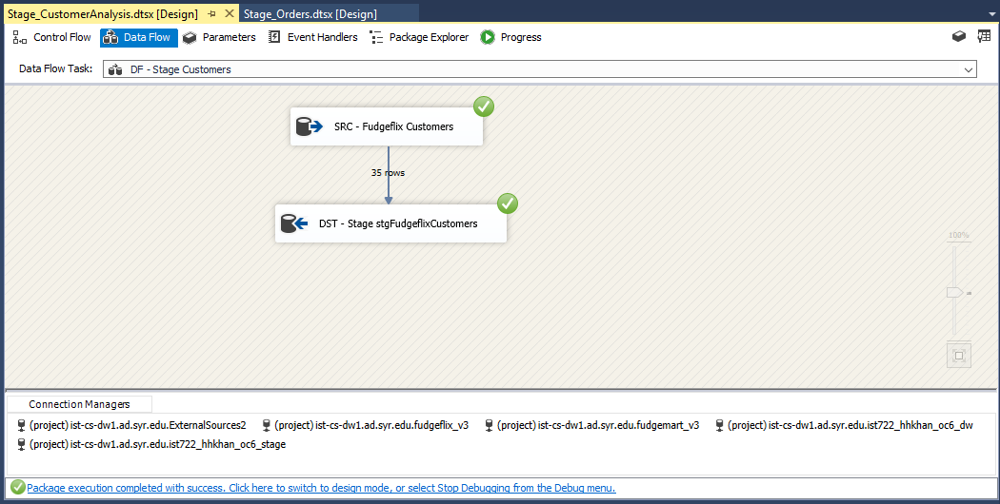 Stage_CustomerAnalysis.dtsx [Design] Stage_Orders.dtsx [Design]
Control Flow Data Flow Parameters Event Handlers Package Explorer Progress
Data Flow Task: DF - Stage Customers
SRC - Fudgeflix Customers
35 rows
DST - Stage stgFudgeflixCustomers
100%
Connection Managers
(project) ist-cs-dw1.ad.syr.edu.ExternalSources2 (project) ist-cs-dw1.ad.syr.edu.fudgeflix_v3 (project) ist-cs-dw1.ad.syr.edu.fudgemart_v3 (project) ist-cs-dw1.ad.syr.edu.ist722_hhkhan_oc6_dw
(project) ist-cs-dw1.ad.syr.edu.ist722_hhkhan_oc6_stage
Package execution completed with success. Click here to switch to design mode, or select Stop Debugging from the Debug menu.